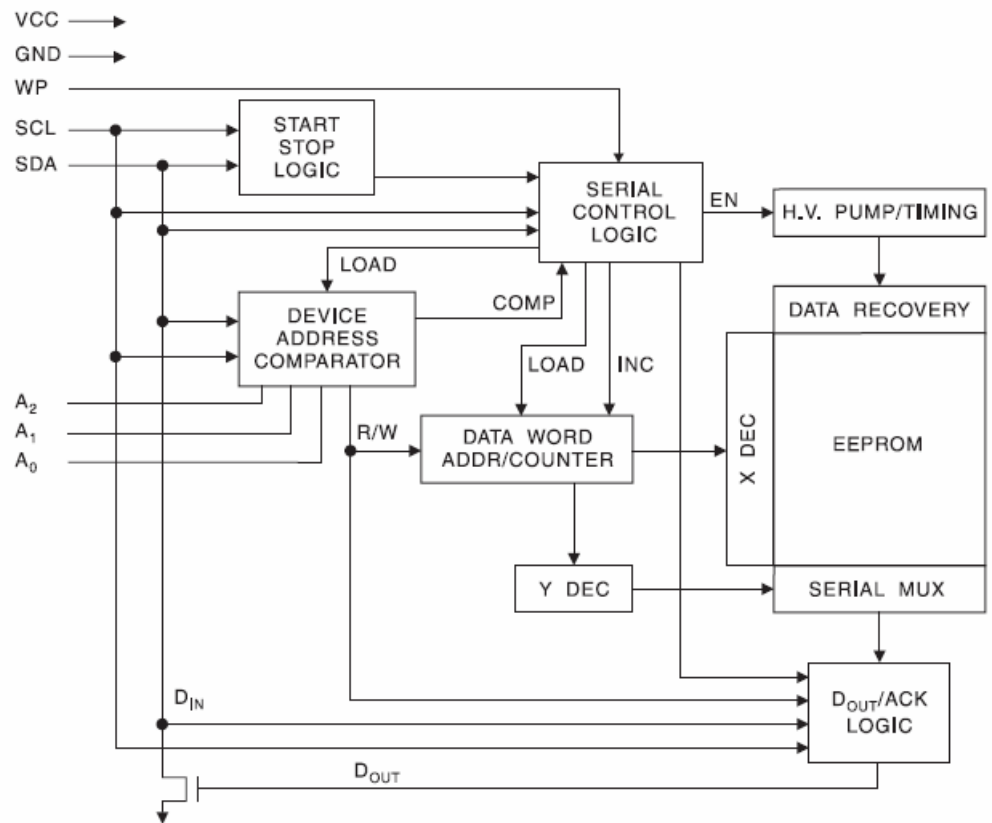 VCC
GND
WP
SCL
SDA
START
STOP
LOGIC
SERIAL
CONTROL
LOGIC
EN
H.V. PUMP/TIMING
LOAD
COMP
DEVICE
ADDRESS
COMPARATOR
DATA RECOVERY
LOAD
INC
A2
A1
A0
R/W
DATA WORD
ADDR/COUNTER
X DEC
EEPROM
Y DEC
SERIAL MUX
DIN
DOUT/ACK
LOGIC
DOUT